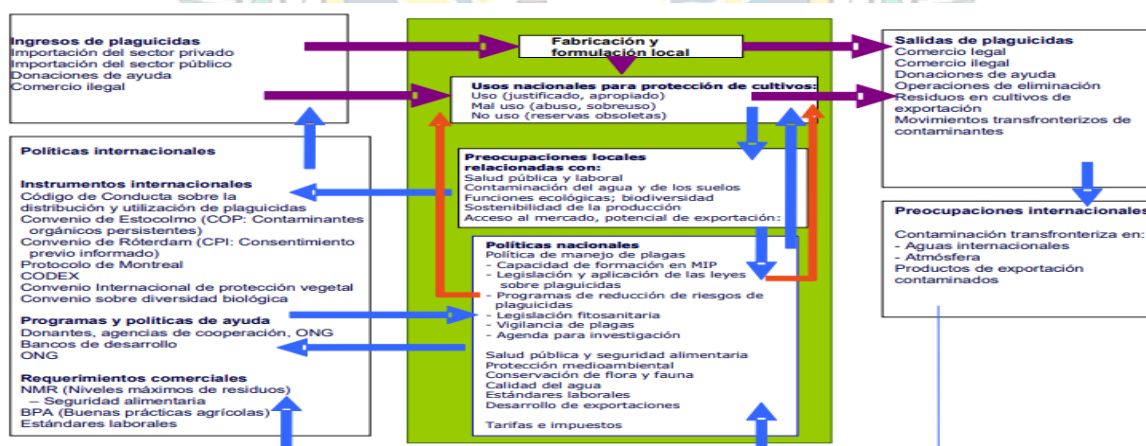 Ingresos de plaguicidas
Importación del sector privado
Importación del sector público
Donaciones de ayuda
Comercio ilegal
Políticas internacionales
Instrumentos internacionales
Código de Conducta sobre la
distribución y utilización de plaguicidas
Convenio de Estocolmo (COP: Contaminantes
orgánicos persistentes)
Convenio de Róterdam (CPI: Consentimiento
previo informado)
Protocolo de Montreal
CODEX
Convenio Internacional de protección vegetal
Convenio sobre diversidad biológica
Programas y políticas de ayuda
Donantes, agencias de cooperación, ONG
Bancos de desarrollo
ONG
Requerimientos comerciales
NMR (Niveles máximos de residuos)
– Seguridad alimentaria
BPA (Buenas prácticas agrícolas)
Estándares laborales
Fabricación y
formulación local
Usos nacionales para protección de cultivos:
Uso (justificado, apropiado)
Mal uso (abuso, sobreuso)
No uso (reservas obsoletas)
Preocupaciones locales
relacionadas con:
Salud pública y laboral
Contaminación del agua y de los suelos
Funciones ecológicas; biodiversidad
Sostenibilidad de la producción
Acceso al mercado, potencial de exportación:
Políticas nacionales
Política de manejo de plagas
- Capacidad de formación en MIP
- Legislación y aplicación de las leyes
sobre plaguicidas
- Programas de reducción de riesgos de
plaguicidas
- Legislación fitosanitaria
- Vigilancia de plagas
- Agenda para investigación
Salud pública y seguridad alimentaria
Protección medioambiental
Conservación de flora y fauna
Calidad del agua
Estándares laborales
Desarrollo de exportaciones
Tarifas e impuestos
Salidas de plaguicidas
Comercio legal
Comercio ilegal
Donaciones de ayuda
Operaciones de eliminación
Residuos en cultivos de
exportación
Movimientos transfronterizos de
contaminantes
Preocupaciones internacionales
Contaminación transfronteriza en:
- Aguas internacionales
- Atmósfera
Productos de exportación
contaminados